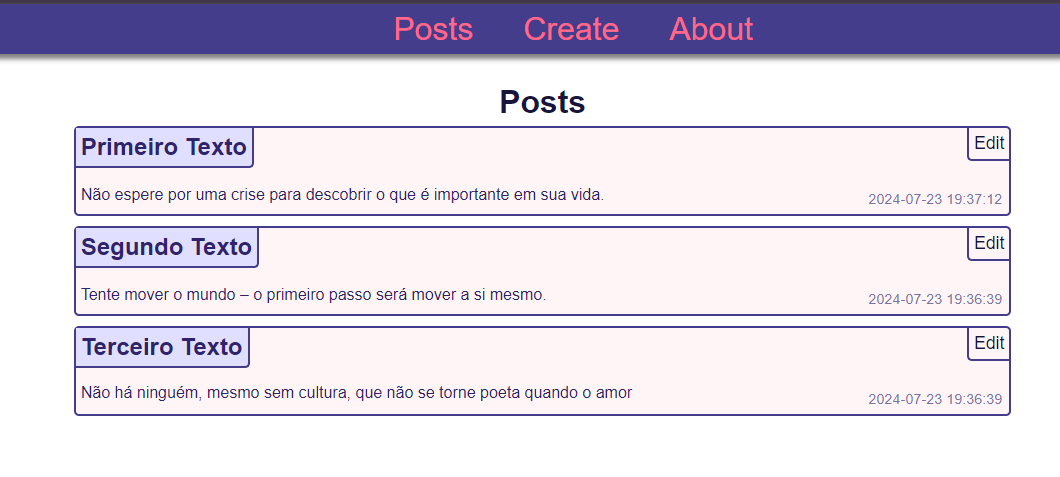 Posts Create About
Posts
Primeiro Texto
Edit
Não espere por uma crise para descobrir o que é importante em sua vida.
2024-07-23 19:37:12
Segundo Texto
Edit
Tente mover o mundo – o primeiro passo será mover a si mesmo.
2024-07-23 19:36:39
Terceiro Texto
Edit
Não há ninguém, mesmo sem cultura, que não se torne poeta quando o amor
2024-07-23 19:36:39